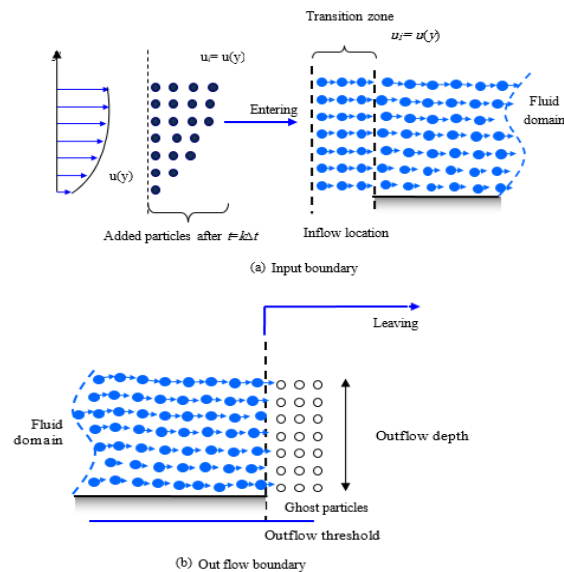 Transition zone
uᵢ= u(y)
uᵢ= u(y)
Entering
Fluid
domain
u(y)
Added particles after t=kΔt
Inflow location
(a) Input boundary
Leaving
Fluid
domain
Outflow depth
Ghost particles
Outflow threshold
(b) Out flow boundary